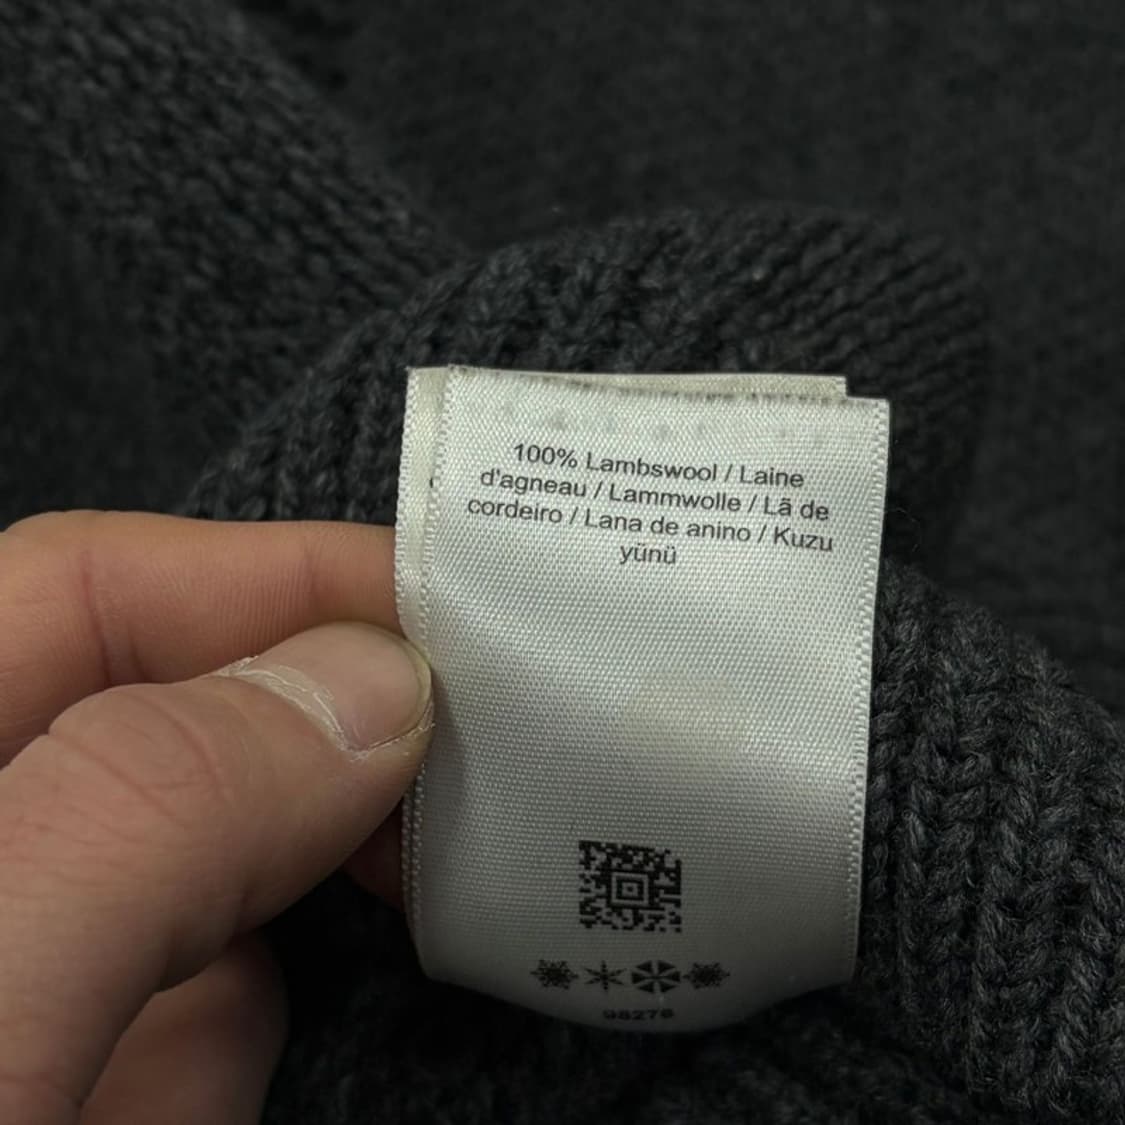 100% Lambswool / Laine
d'agneau / Lammwolle / Lã de
cordeiro / Lana de anino / Kuzu
yünü
98276